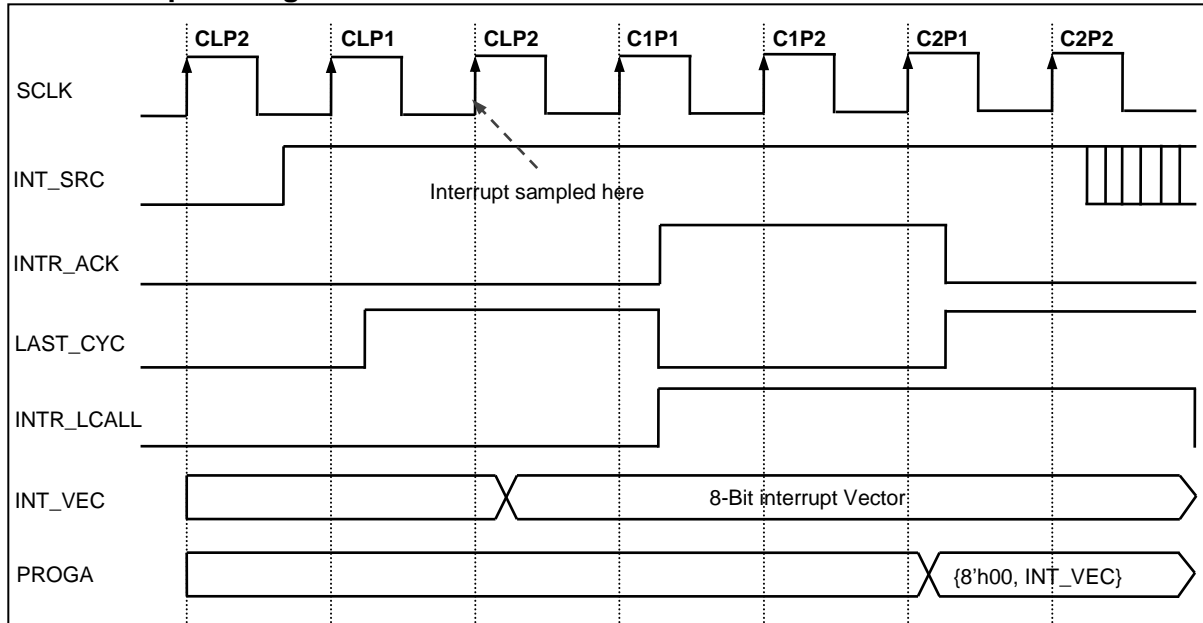 CLP2 CLP1 CLP2 C1P1 C1P2 C2P1 C2P2
SCLK
INT_SRC
Interrupt sampled here
INTR_ACK
LAST_CYC
INTR_LCALL
INT_VEC
8-Bit interrupt Vector
PROGA
{8'h00, INT_VEC}